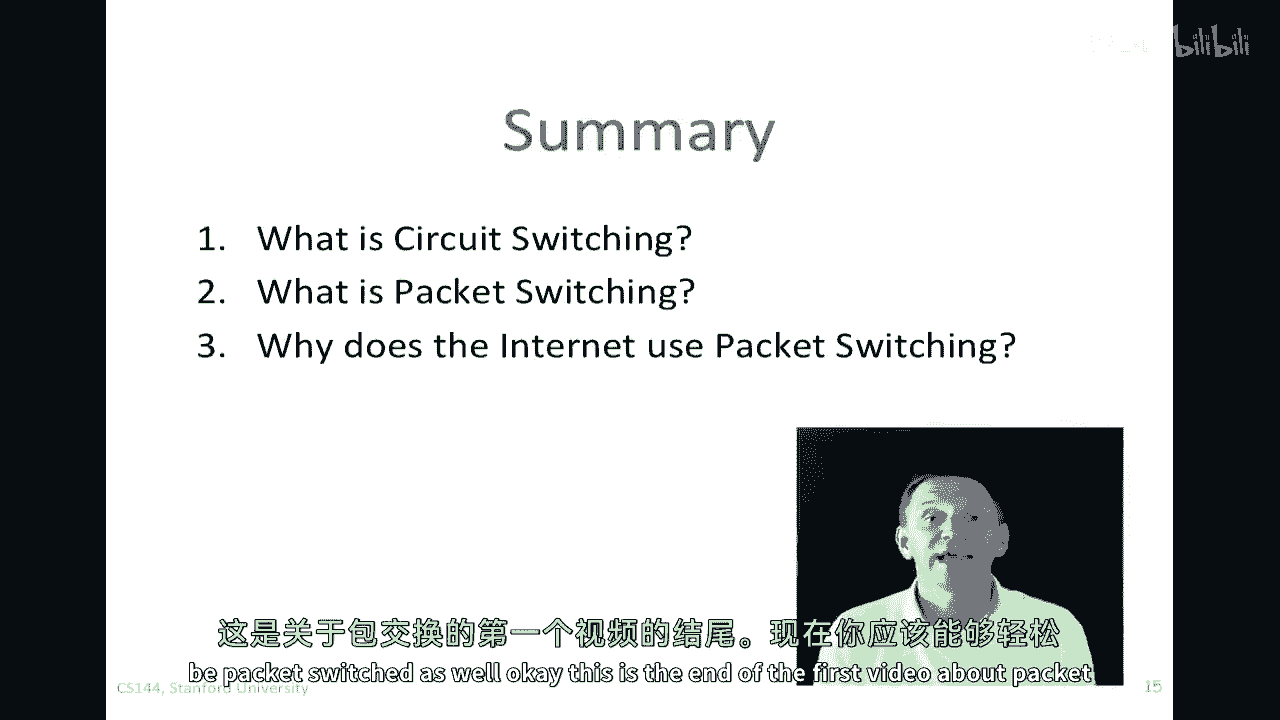 bilibili
Summary
1. What is Circuit Switching?
2. What is Packet Switching?
3. Why does the Internet use Packet Switching?
这是关于包交换的第一个视频的结尾。现在你应该能够轻松
be packet switched as well okay this is the end of the first video about packet
CS144, Stanford University
15